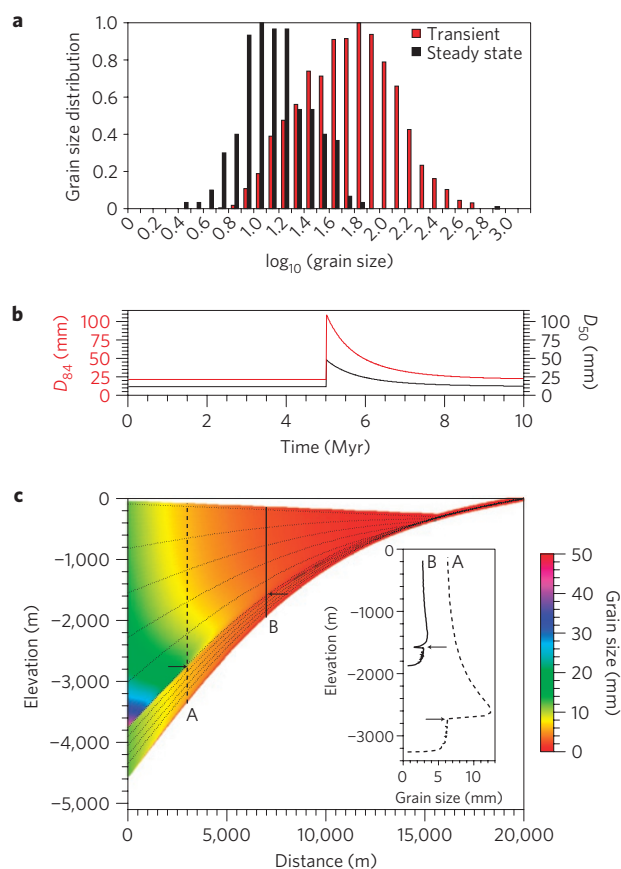 a
Grain size distribution
1.0
0.8
0.6
0.4
0.2
0
Transient
Steady state
0 0.2 0.4 0.6 0.8 1.0 1.2 1.4 1.6 1.8 2.0 2.2 2.4 2.6 2.8 3.0
log10 (grain size)
b
D84 (mm)
100
75
50
25
0
100
75
50
25
0
D50 (mm)
0 2 4 6 8 10
Time (Myr)
c
Elevation (m)
0
−1,000
−2,000
−3,000
−4,000
−5,000
A
B
0 5,000 10,000 15,000 20,000
Distance (m)
Elevation (m)
0
−1000
−2000
−3000
B A
0 5 10
Grain size (mm)
50
40
30
20
10
0
Grain size (mm)